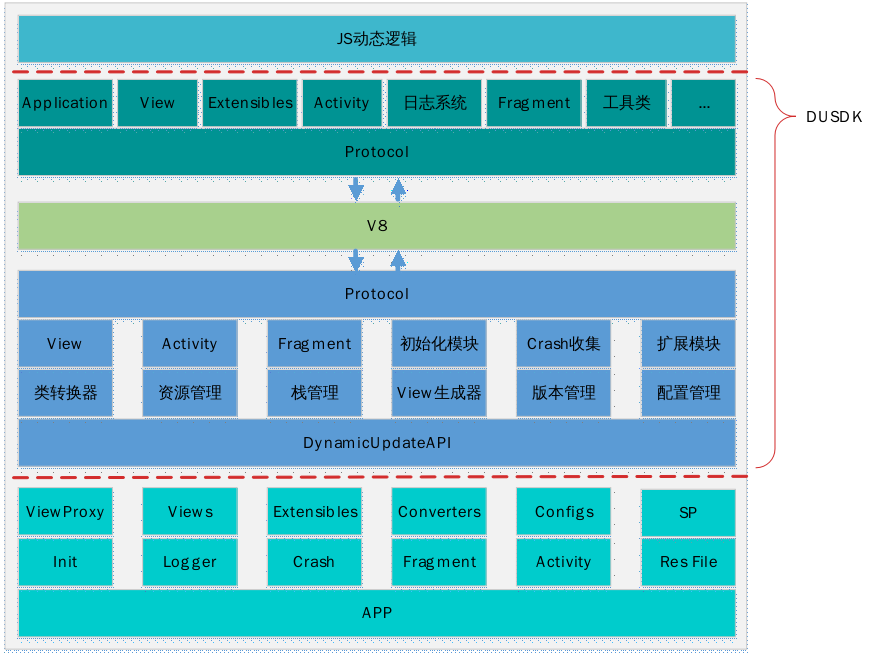 JS动态逻辑
Application
View
Extensibles
Activity
日志系统
Fragment
工具类
...
DUSDK
Protocol
V8
Protocol
View
Activity
Fragment
初始化模块
Crash收集
扩展模块
类转换器
资源管理
栈管理
View生成器
版本管理
配置管理
DynamicUpdateAPI
ViewProxy
Views
Extensibles
Converters
Configs
SP
Init
Logger
Crash
Fragment
Activity
Res File
APP